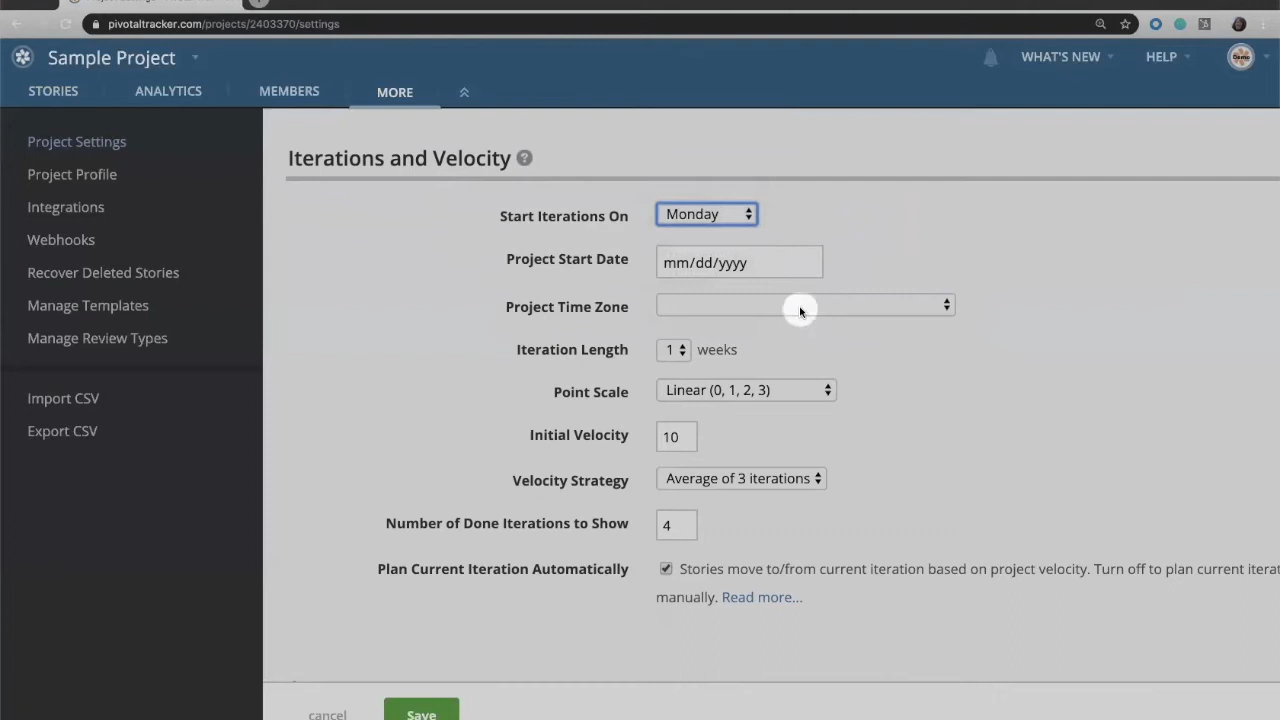 pivotaltracker.com/projects/2403370/settings
Sample Project
WHAT'S NEW
HELP
STORIES
ANALYTICS
MEMBERS
MORE
Project Settings
Project Profile
Integrations
Webhooks
Recover Deleted Stories
Manage Templates
Manage Review Types
Import CSV
Export CSV
Iterations and Velocity ?
Start Iterations On Monday
Project Start Date mm/dd/yyyy
Project Time Zone
Iteration Length 1 weeks
Point Scale Linear (0, 1, 2, 3)
Initial Velocity 10
Velocity Strategy Average of 3 iterations
Number of Done Iterations to Show 4
Plan Current Iteration Automatically Stories move to/from current iteration based on project velocity. Turn off to plan current iterat
manually. Read more...
cancel Save